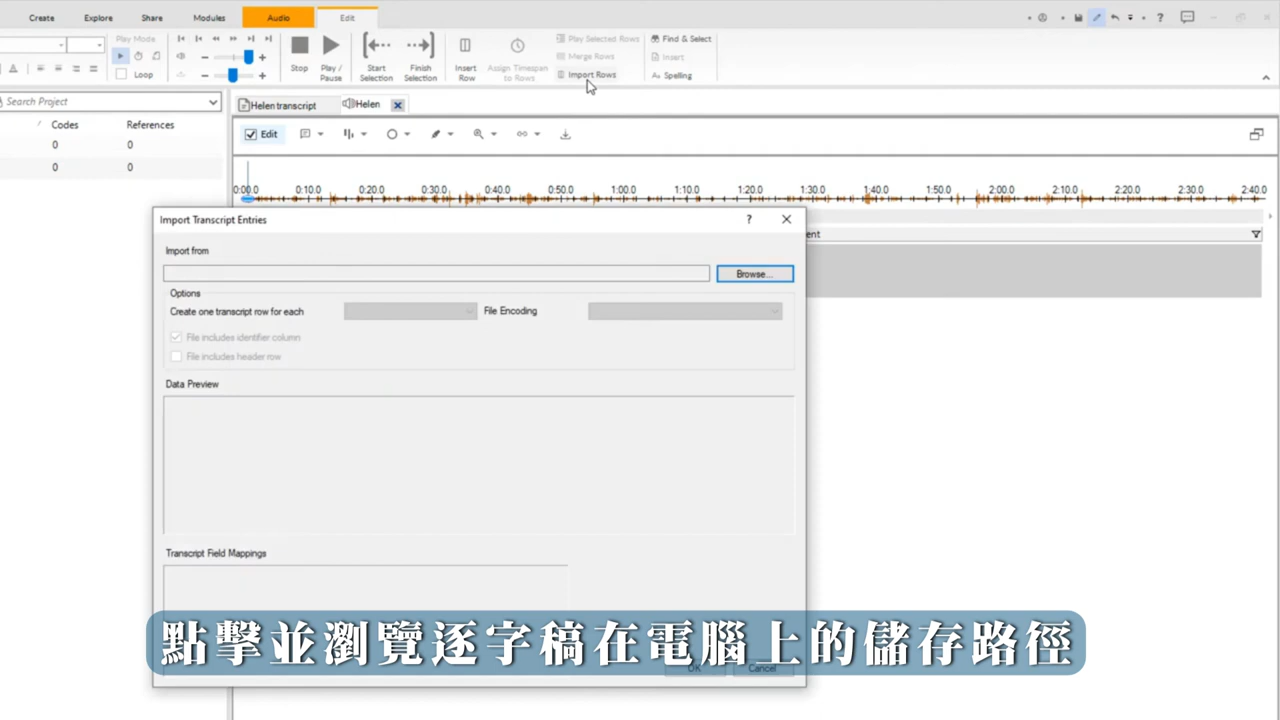 Create Explore Share Modules Audio Edit
Play Mode
Loop
Stop
Play / Pause
Start Selection
Finish Selection
Insert Row
Assign Timespan to Rows
Play Selected Rows
Merge Rows
Import Rows
Find & Select
Insert
Spelling
Search Project
Codes References
0 0
0 0
Helen transcript Helen
Edit
0:00.0 0:10.0 0:20.0 0:30.0 0:40.0 0:50.0 1:00.0 1:10.0 1:20.0 1:30.0 1:40.0 1:50.0 2:00.0 2:10.0 2:20.0 2:30.0 2:40.0
Import Transcript Entries ?
ent
Import from
Browse...
Options
Create one transcript row for each File Encoding
File includes identifier column
File includes header row
Data Preview
Transcript Field Mappings
點擊並瀏覽逐字稿在電腦上的儲存路徑
OK Cancel